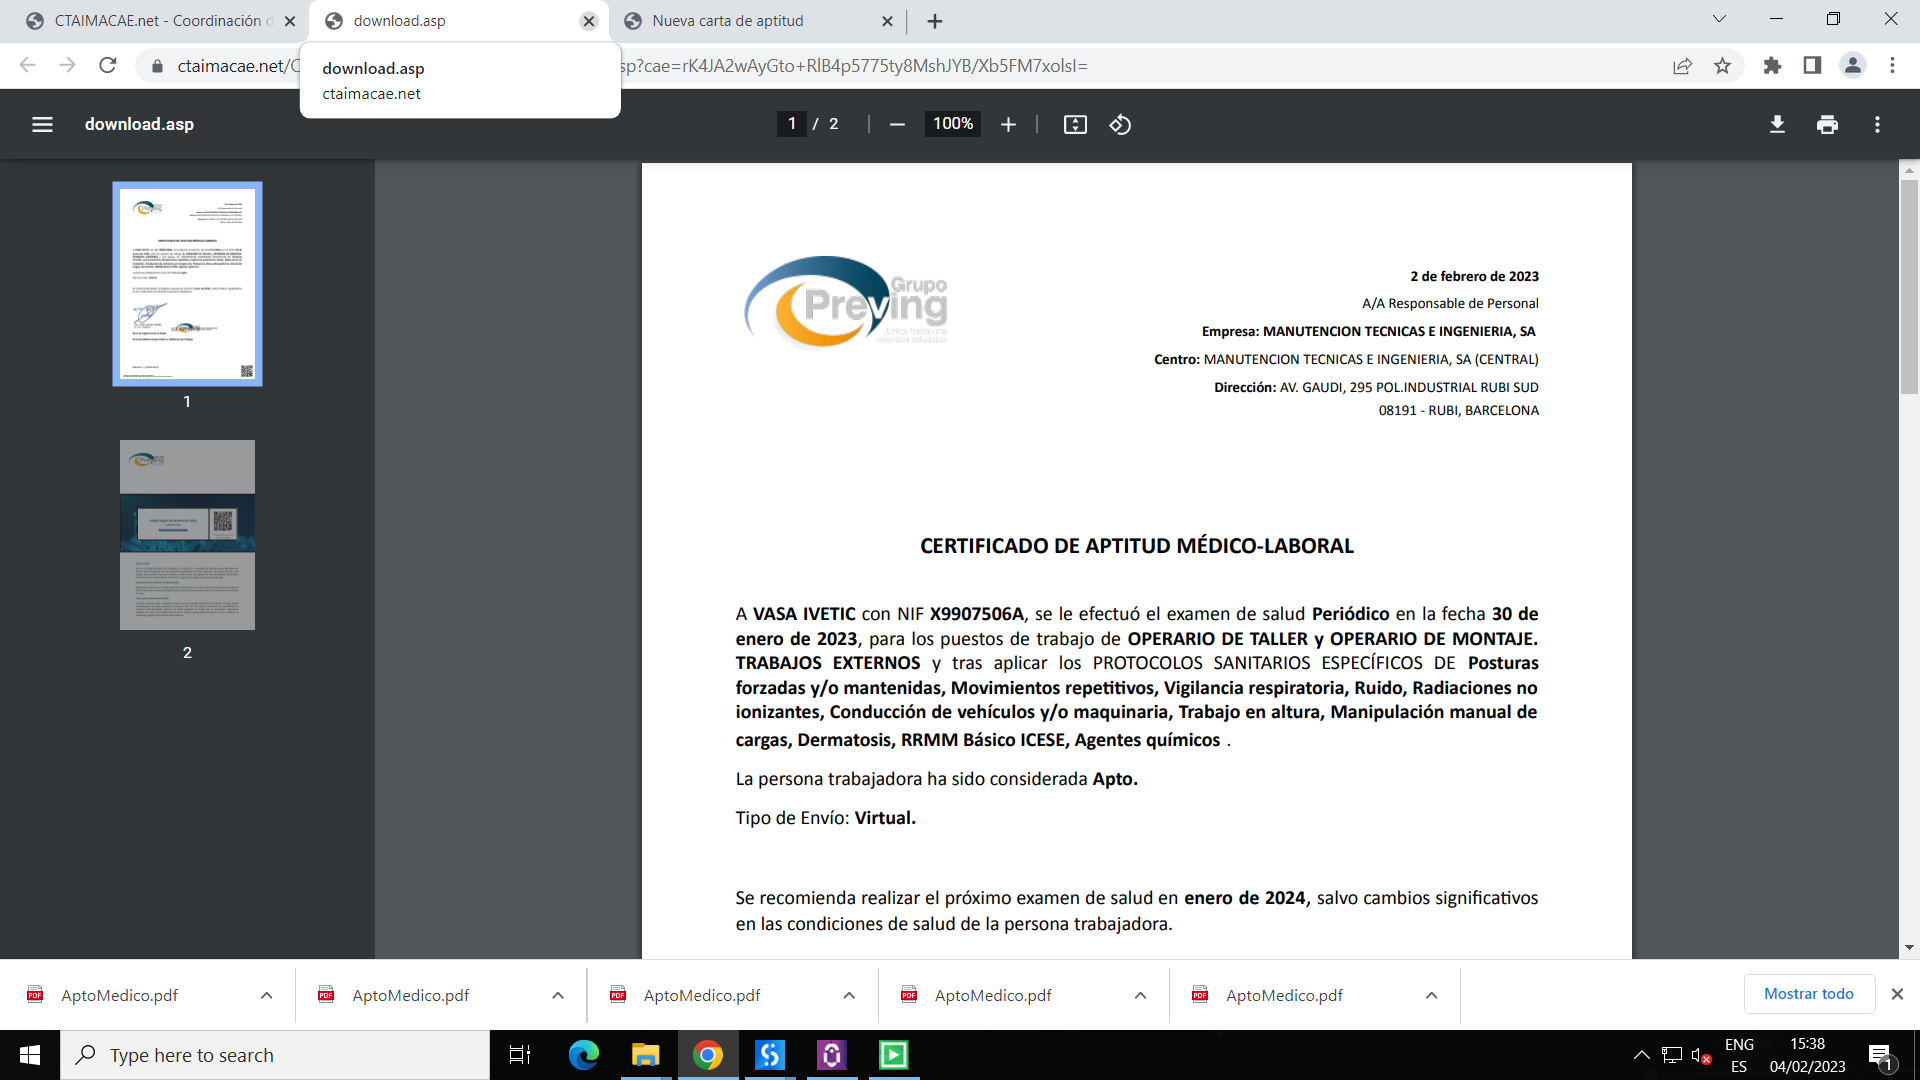 CTAIMACAE.net - Coordinación d
download.asp
Nueva carta de aptitud
ctaimacae.net/C
sp?cae=rK4JA2wAyGto+RlB4p5775ty8MshJYB/Xb5FM7xolsI=
download.asp
ctaimacae.net
download.asp
1 / 2
100%
1
2
Grupo
Preving
Juntos hacia una
empresa saludable
2 de febrero de 2023
A/A Responsable de Personal
Empresa: MANUTENCION TECNICAS E INGENIERIA, SA
Centro: MANUTENCION TECNICAS E INGENIERIA, SA (CENTRAL)
Dirección: AV. GAUDI, 295 POL.INDUSTRIAL RUBI SUD
08191 - RUBI, BARCELONA
CERTIFICADO DE APTITUD MÉDICO-LABORAL
A VASA IVETIC con NIF X9907506A, se le efectuó el examen de salud Periódico en la fecha 30 de
enero de 2023, para los puestos de trabajo de OPERARIO DE TALLER y OPERARIO DE MONTAJE.
TRABAJOS EXTERNOS y tras aplicar los PROTOCOLOS SANITARIOS ESPECÍFICOS DE Posturas
forzadas y/o mantenidas, Movimientos repetitivos, Vigilancia respiratoria, Ruido, Radiaciones no
ionizantes, Conducción de vehículos y/o maquinaria, Trabajo en altura, Manipulación manual de
cargas, Dermatosis, RRMM Básico ICESE, Agentes químicos .
La persona trabajadora ha sido considerada Apto.
Tipo de Envío: Virtual.
Se recomienda realizar el próximo examen de salud en enero de 2024, salvo cambios significativos
en las condiciones de salud de la persona trabajadora.
AptoMedico.pdf
AptoMedico.pdf
AptoMedico.pdf
AptoMedico.pdf
AptoMedico.pdf
Mostrar todo
Type here to search
ENG
ES
15:38
04/02/2023
1